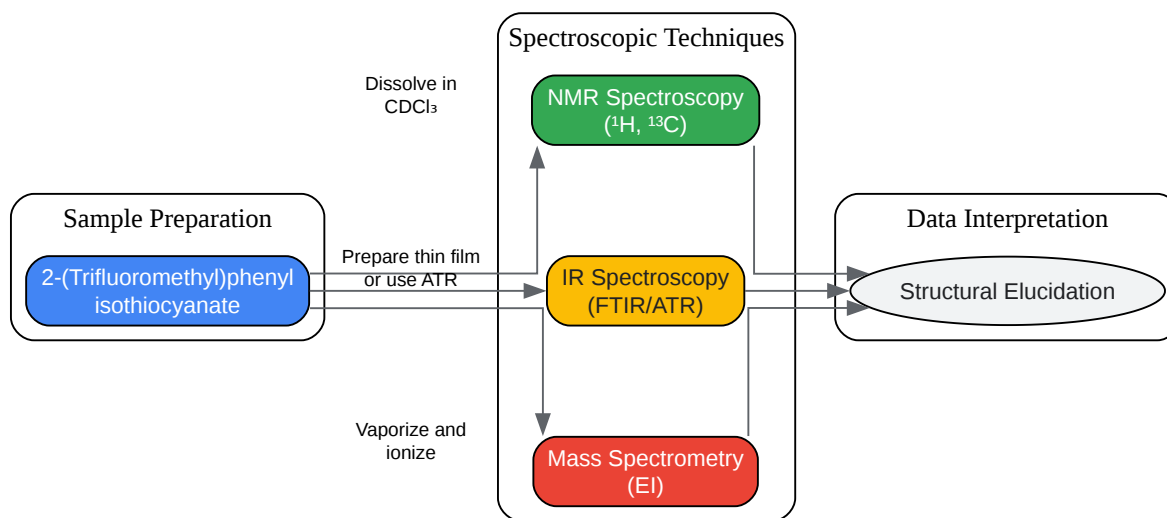 Spectroscopic Techniques
Dissolve in
CDCl₃
NMR Spectroscopy
(¹H, ¹³C)
Sample Preparation
2-(Trifluoromethyl)phenyl
isothiocyanate
Prepare thin film
or use ATR
IR Spectroscopy
(FTIR/ATR)
Data Interpretation
Structural Elucidation
Vaporize and
ionize
Mass Spectrometry
(EI)